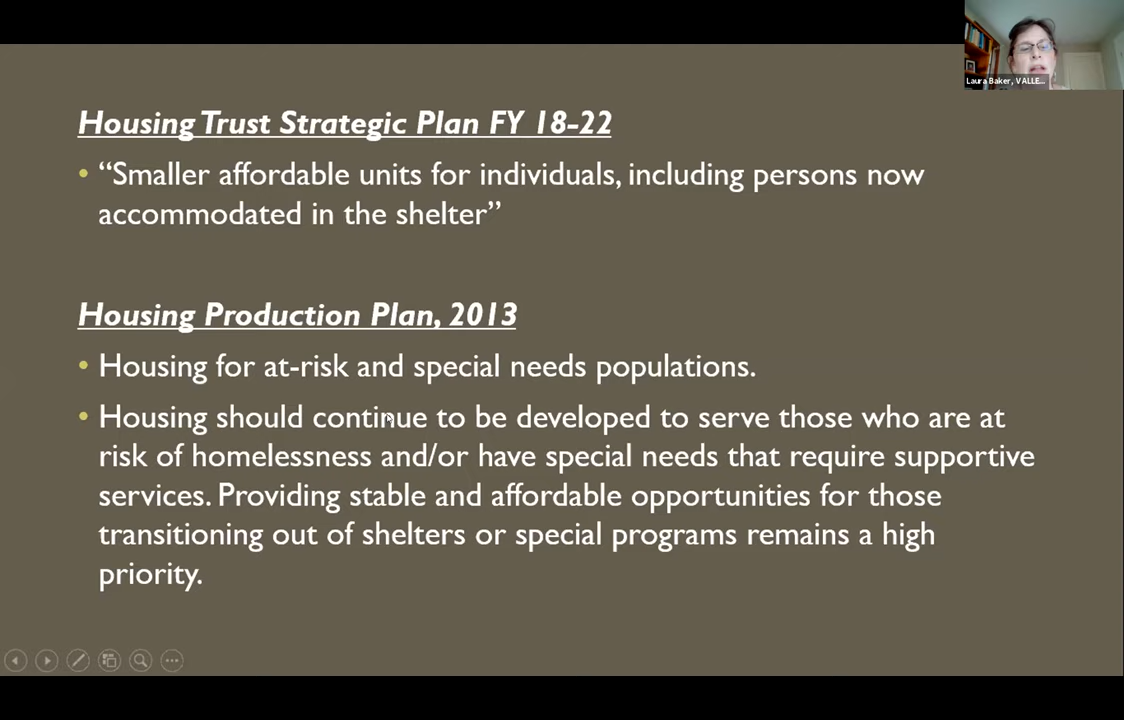 Laura Baker, VALLE...
Housing Trust Strategic Plan FY 18-22
• “Smaller affordable units for individuals, including persons now
accommodated in the shelter”
Housing Production Plan, 2013
• Housing for at-risk and special needs populations.
• Housing should continue to be developed to serve those who are at
risk of homelessness and/or have special needs that require supportive
services. Providing stable and affordable opportunities for those
transitioning out of shelters or special programs remains a high
priority.